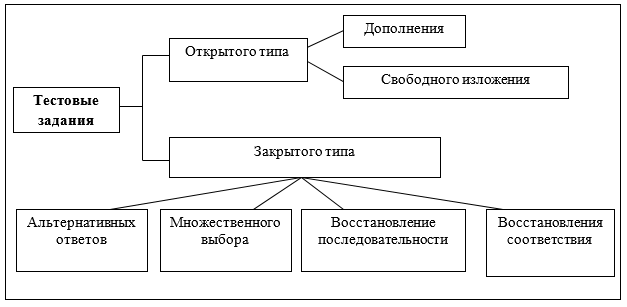 Дополнения
Открытого типа
Свободного изложения
Тестовые
задания
Закрытого типа
Альтернативных
ответов
Множественного
выбора
Восстановление
последовательности
Восстановления
соответствия